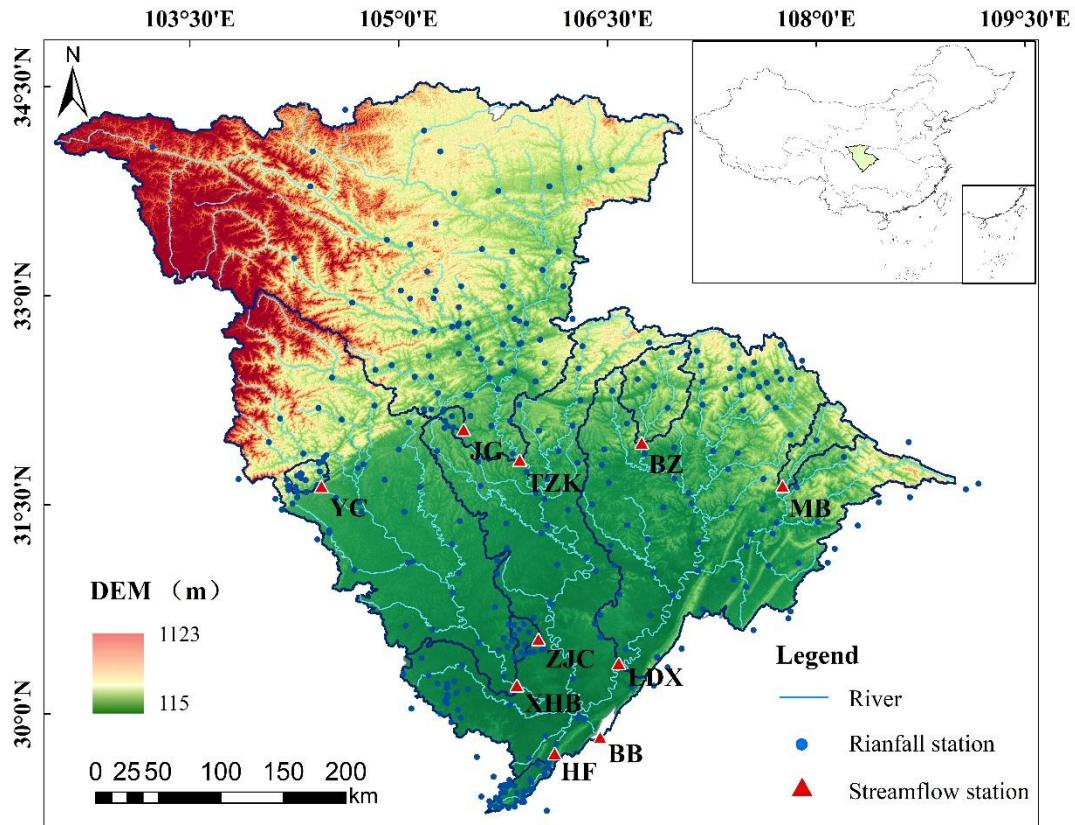 103°30'E 105°0'E 106°30'E 108°0'E 109°30'E
N
34°30'N
33°0'N
31°30'N
30°0'N
JG
TZK
BZ
YC
MB
ZJC
LDX
XHB
BB
HF
DEM （m）
1123
115
0 25 50 100 150 200
km
Legend
River
Rianfall station
Streamflow station